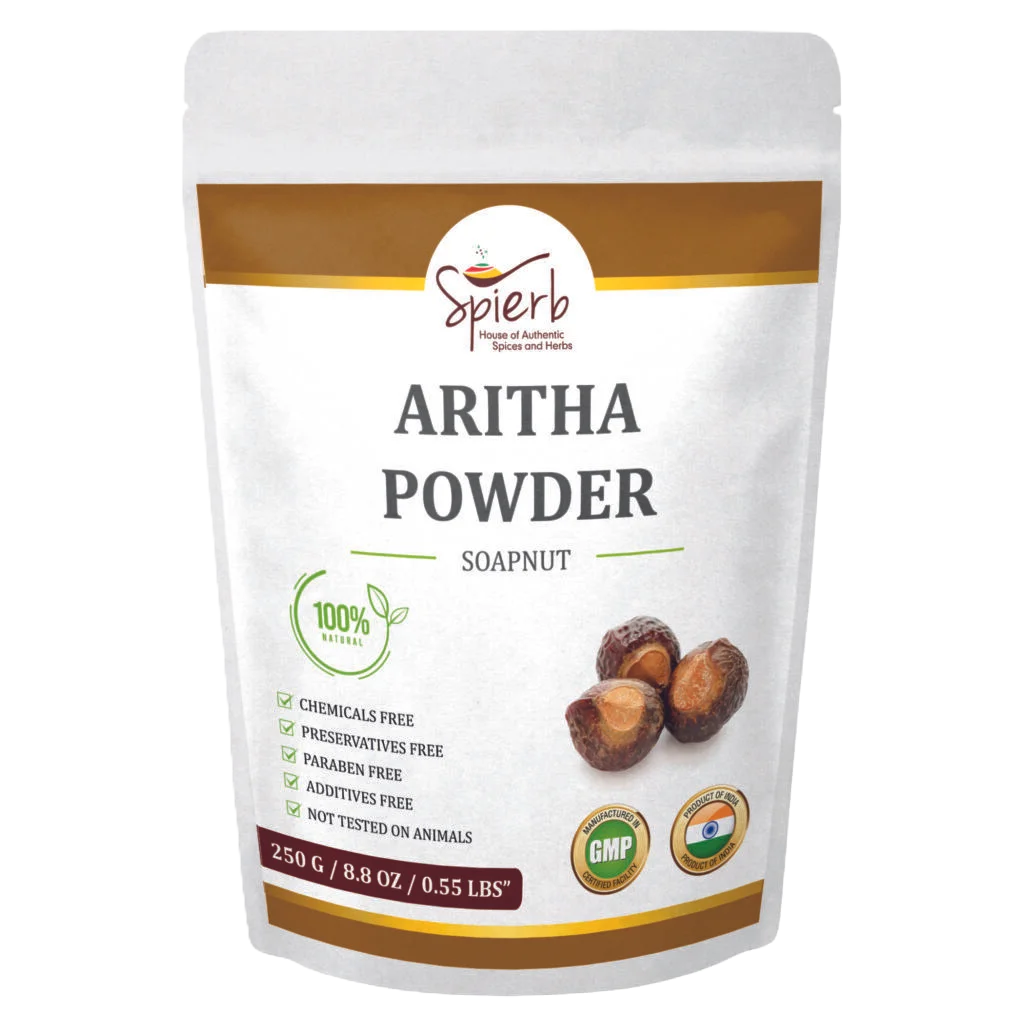 Spierb
House of Authentic
Spices and Herbs
ARITHA
POWDER
SOAPNUT
100%
NATURAL
CHEMICALS FREE
PRESERVATIVES FREE
PARABEN FREE
ADDITIVES FREE
NOT TESTED ON ANIMALS
250 G / 8.8 OZ / 0.55 LBS”
MANUFACTURED IN
GMP
CERTIFIED FACILITY
PRODUCT OF INDIA
PRODUCT OF INDIA